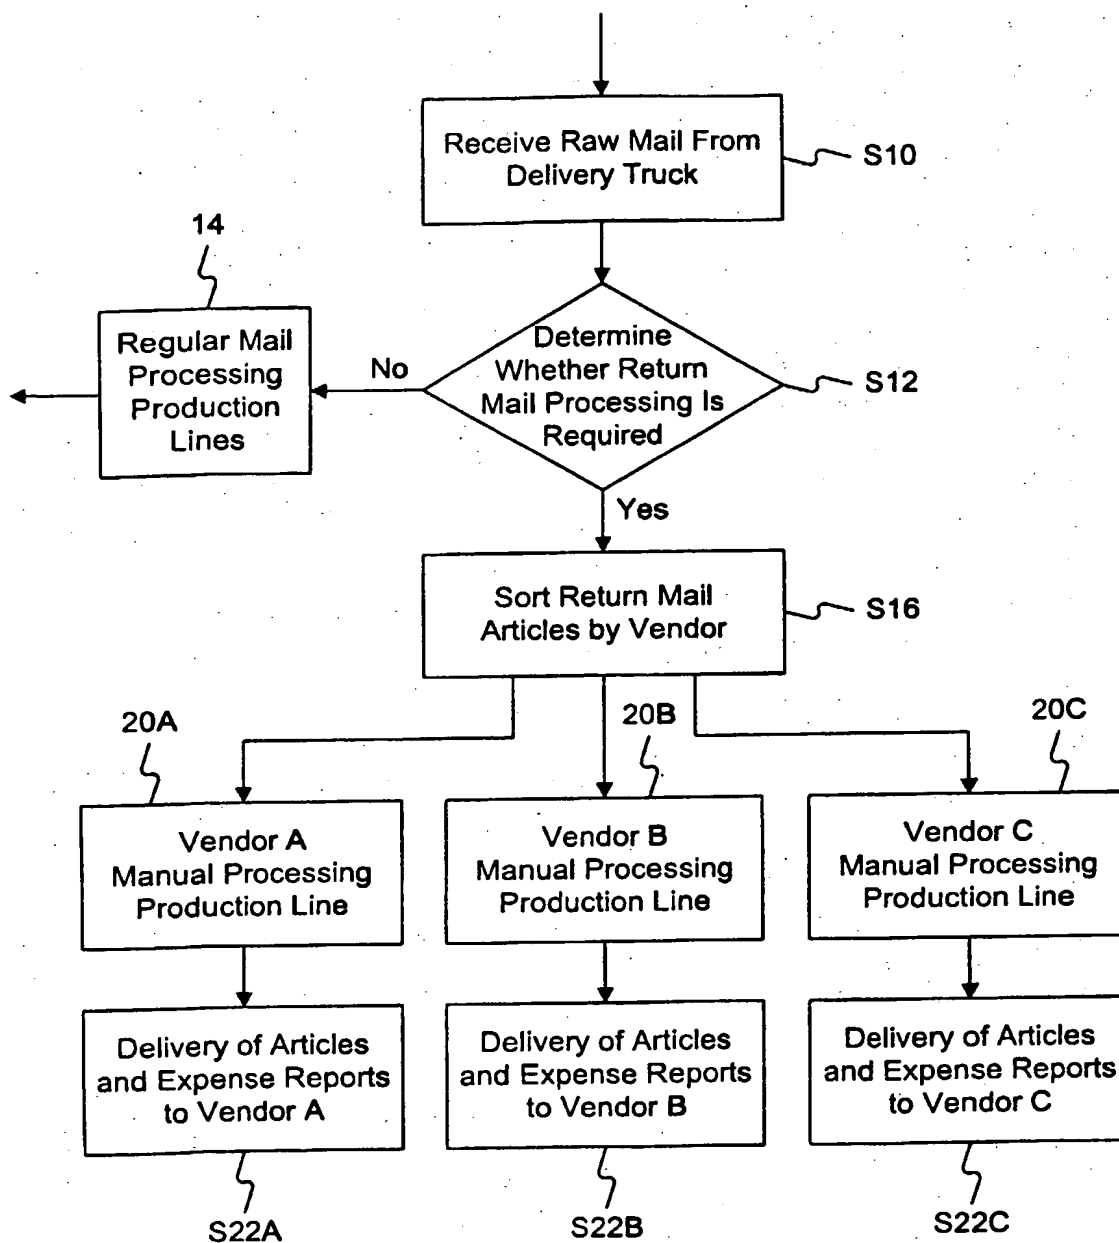 Receive Raw Mail From
Delivery Truck
S10
14
Regular Mail
Processing
Production
Lines
No
Determine
Whether Return
Mail Processing Is
Required
S12
Yes
Sort Return Mail
Articles by Vendor
S16
20A
20B
20C
Vendor A
Manual Processing
Production Line
Vendor B
Manual Processing
Production Line
Vendor C
Manual Processing
Production Line
Delivery of Articles
and Expense Reports
to Vendor A
Delivery of Articles
and Expense Reports
to Vendor B
Delivery of Articles
and Expense Reports
to Vendor C
S22A
S22B
S22C